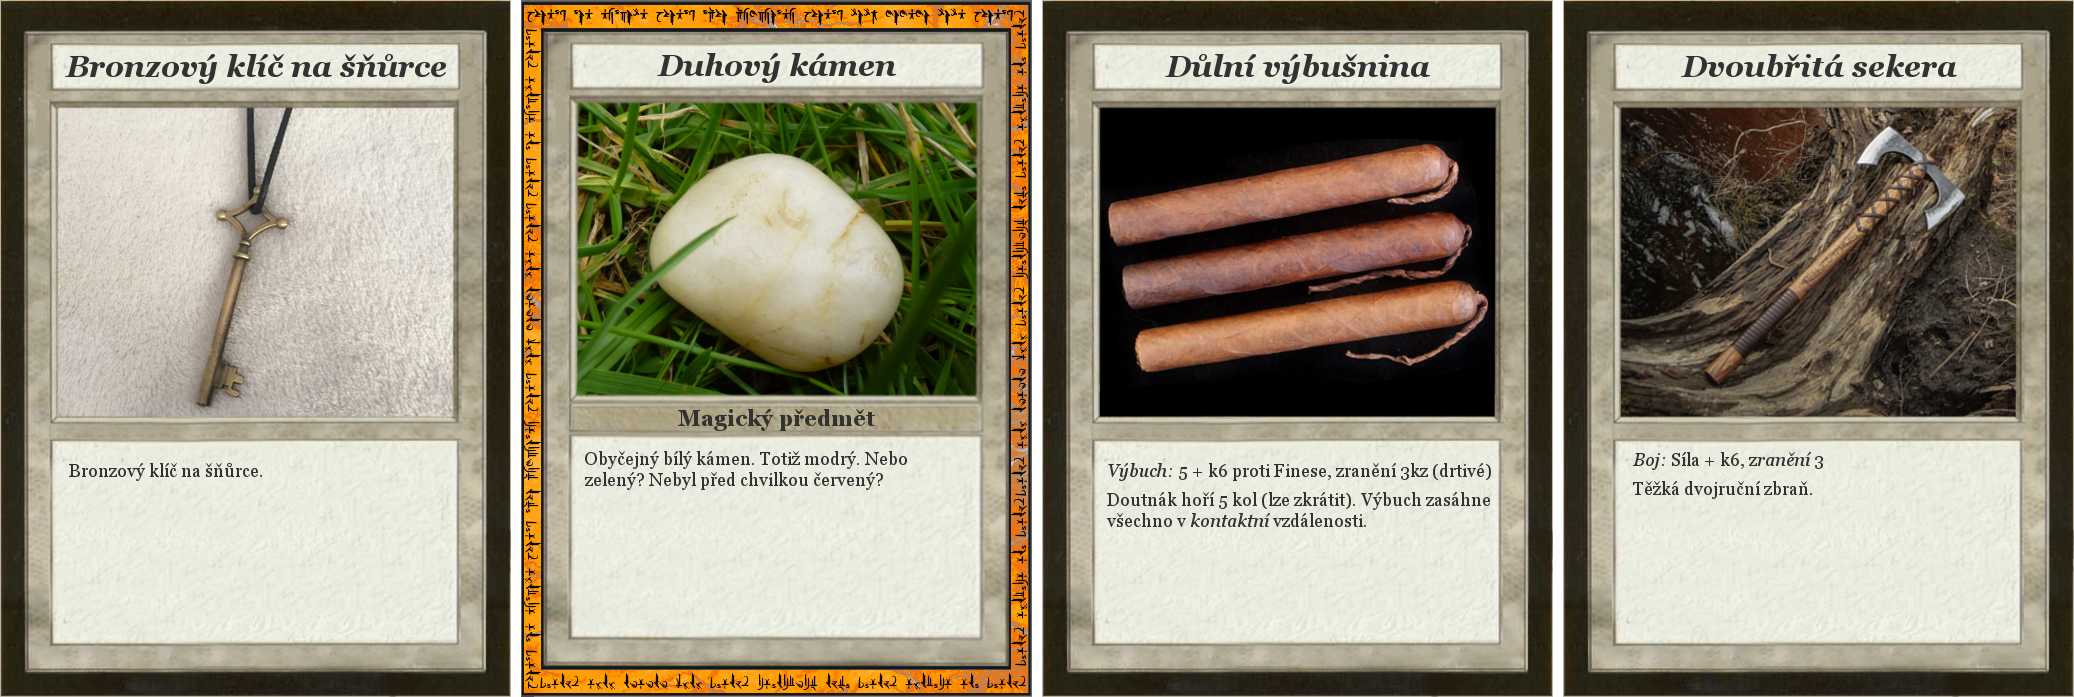 Bronzový klíč na šňůrce
Bronzový klíč na šňůrce.
Duhový kámen
Magický předmět
Obyčejný bílý kámen. Totiž modrý. Nebo
zelený? Nebyl před chvilkou červený?
Důlní výbušnina
Výbuch: 5 + k6 proti Finese, zranění 3kz (drtivé)
Doutnák hoří 5 kol (lze zkrátit). Výbuch zasáhne
všechno v kontaktní vzdálenosti.
Dvoubřitá sekera
Boj: Síla + k6, zranění 3
Těžká dvojruční zbraň.